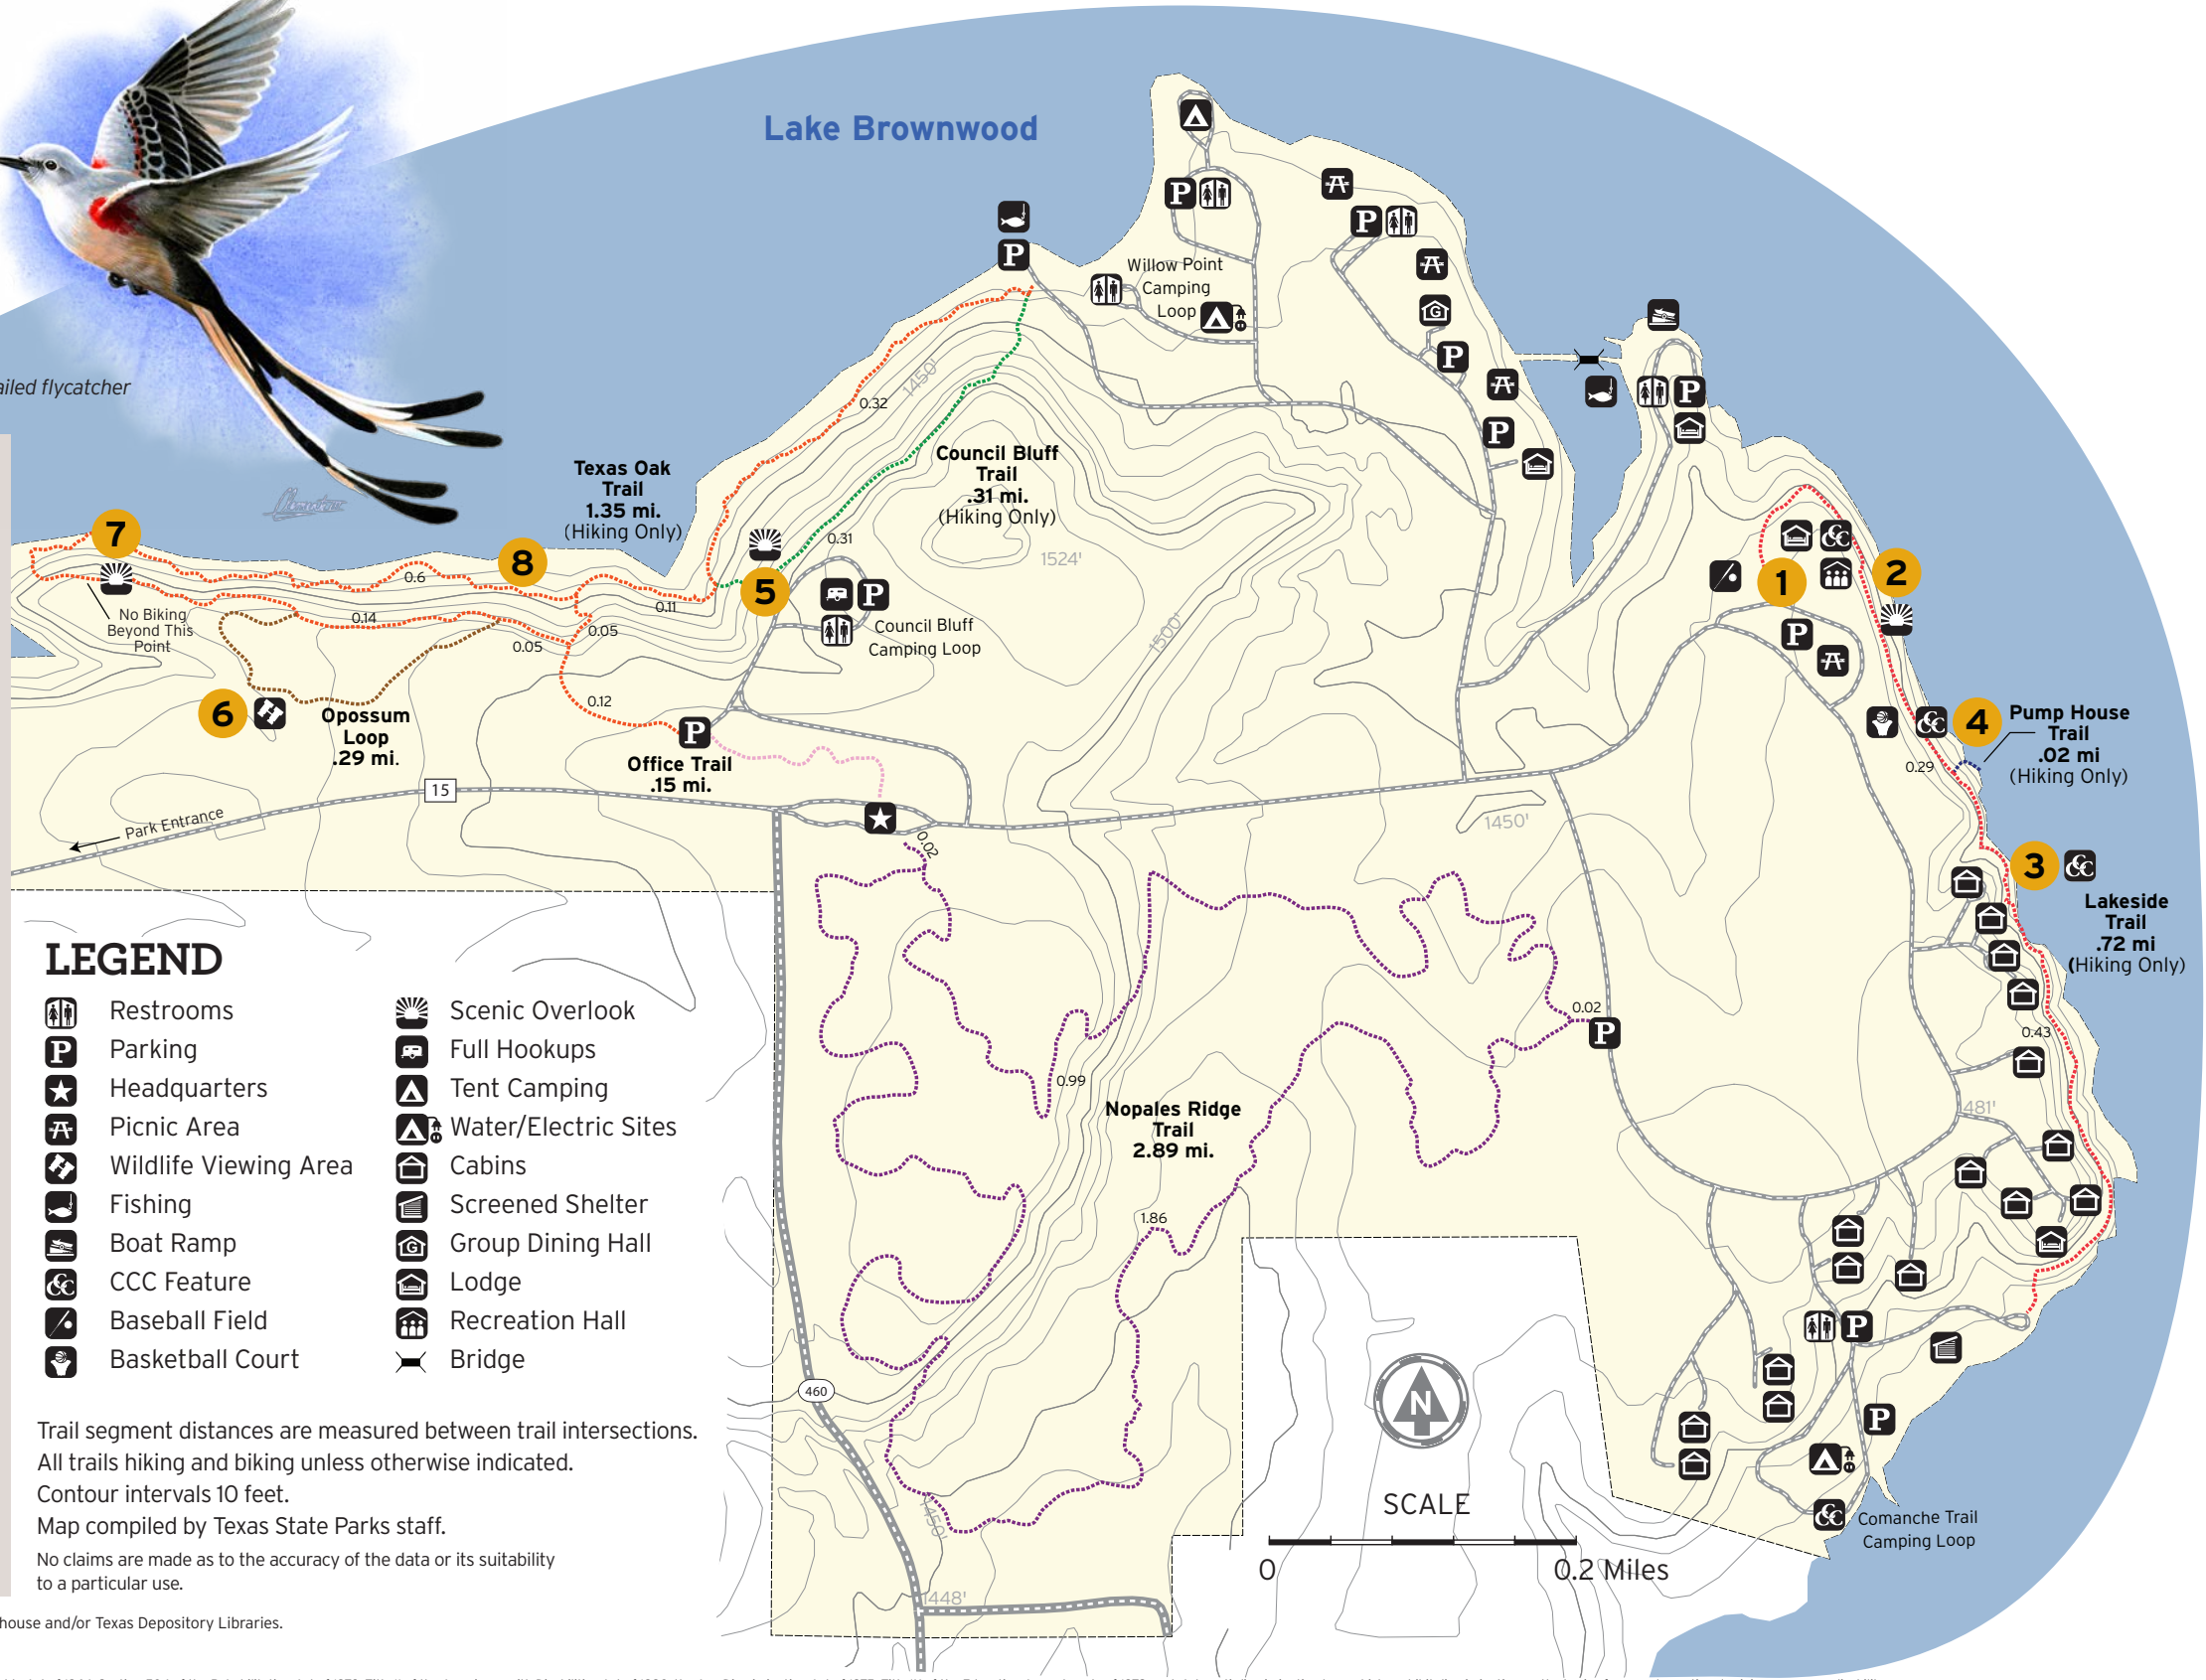 Lake Brownwood
ailed flycatcher
Willow Point
Camping
Loop
1450'
0.32
Texas Oak
Trail
1.35 mi.
(Hiking Only)
Council Bluff
Trail
.31 mi.
(Hiking Only)
0.31
1524'
1500'
7
8
5
1
2
0.6
0.11
0.14
0.05
0.05
No Biking
Beyond This
Point
Council Bluff
Camping Loop
6
Opossum
Loop
.29 mi.
0.12
Office Trail
.15 mi.
4
Pump House
Trail
.02 mi
(Hiking Only)
0.29
15
Park Entrance
1450'
0.02
3
Lakeside
Trail
.72 mi
(Hiking Only)
0.02
0.43
0.99
Nopales Ridge
Trail
2.89 mi.
1.86
481'
460
1450'
1448'
LEGEND
Restrooms
Parking
Headquarters
Picnic Area
Wildlife Viewing Area
Fishing
Boat Ramp
CCC Feature
Baseball Field
Basketball Court
Scenic Overlook
Full Hookups
Tent Camping
Water/Electric Sites
Cabins
Screened Shelter
Group Dining Hall
Lodge
Recreation Hall
Bridge
N
SCALE
0 0.2 Miles
Comanche Trail
Camping Loop
Trail segment distances are measured between trail intersections.
All trails hiking and biking unless otherwise indicated.
Contour intervals 10 feet.
Map compiled by Texas State Parks staff.
No claims are made as to the accuracy of the data or its suitability
to a particular use.
house and/or Texas Depository Libraries.